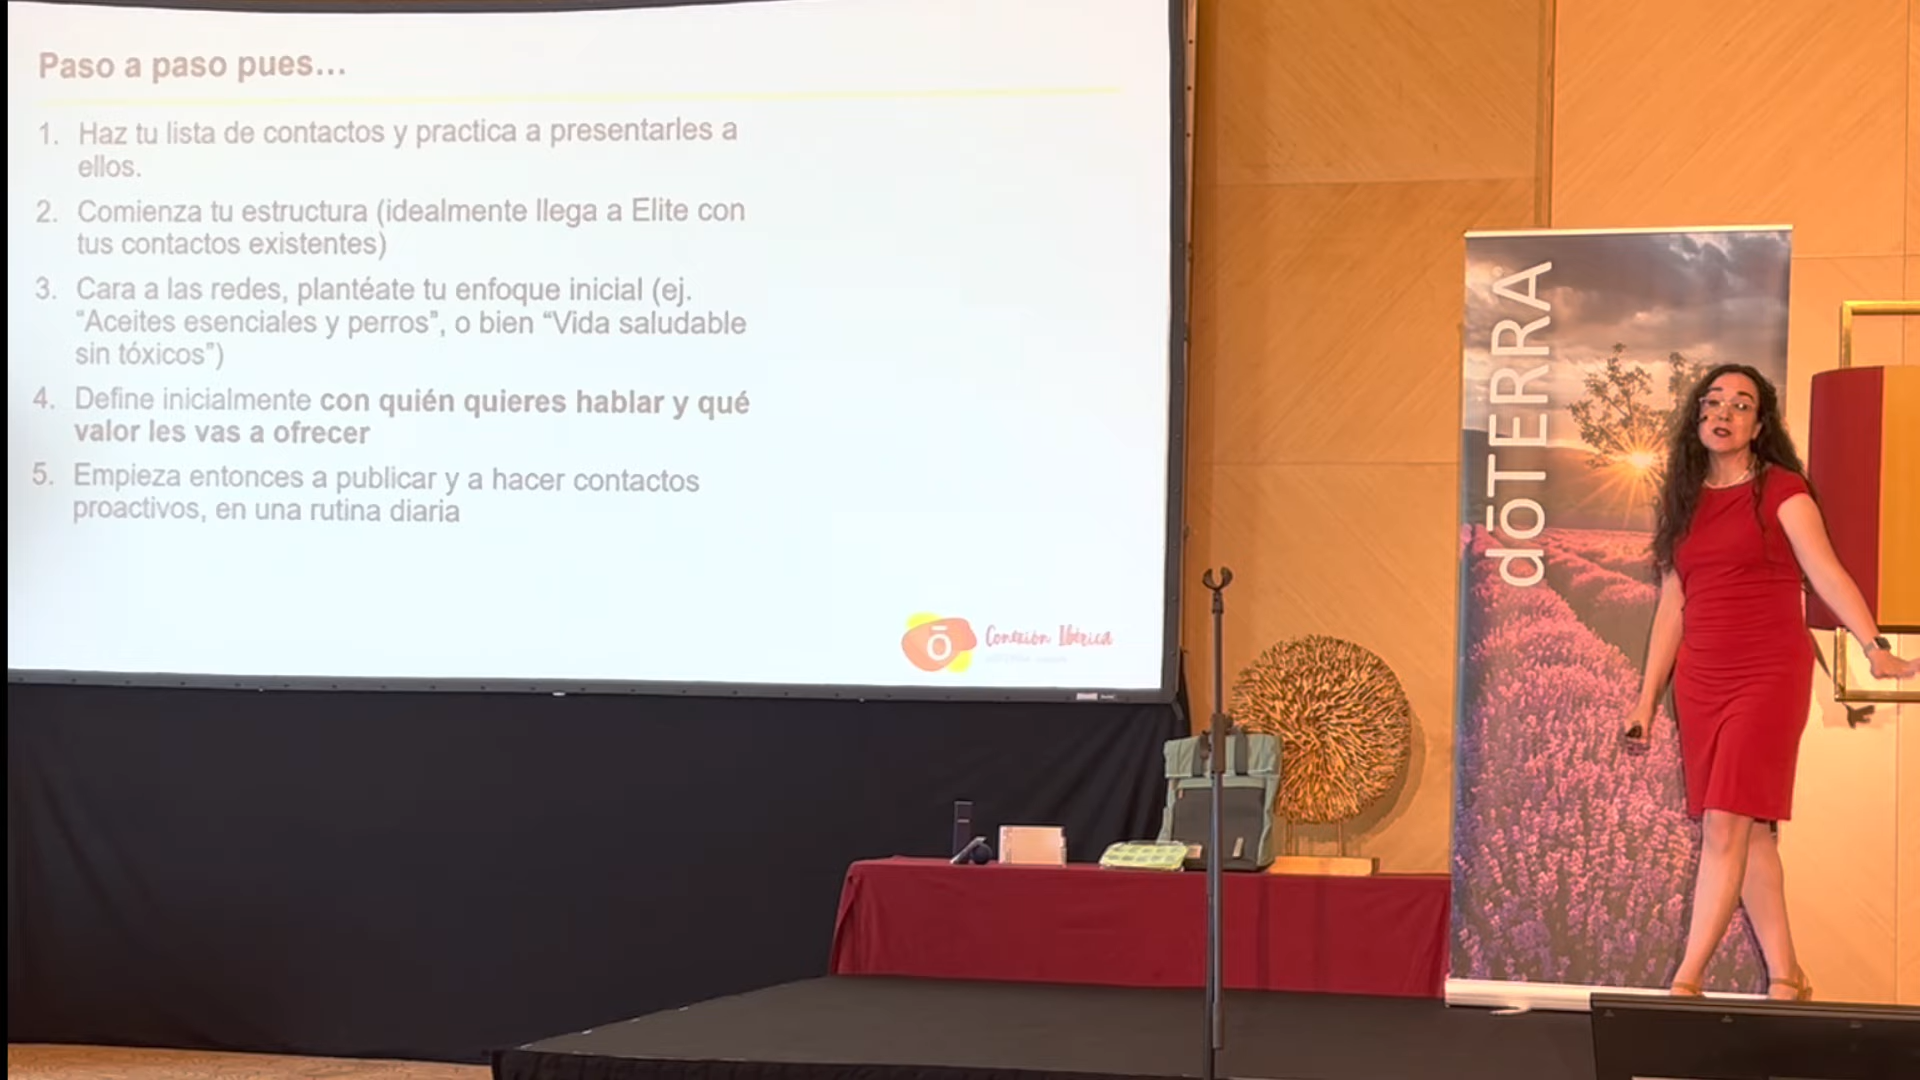 Paso a paso pues...
1. Haz tu lista de contactos y practica a presentarles a
ellos.
2. Comienza tu estructura (idealmente llega a Elite con
tus contactos existentes)
3. Cara a las redes, plantéate tu enfoque inicial (ej.
“Aceites esenciales y perros”, o bien “Vida saludable
sin tóxicos”)
4. Define inicialmente con quién quieres hablar y qué
valor les vas a ofrecer
5. Empieza entonces a publicar y a hacer contactos
proactivos, en una rutina diaria
ō
Conexión Ibérica
dōTERRA